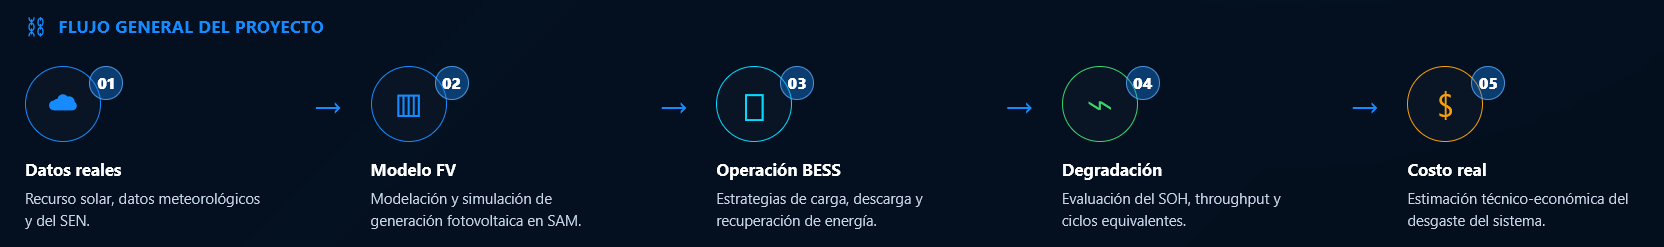 FLUJO GENERAL DEL PROYECTO
01
Datos reales
Recurso solar, datos meteorológicos
y del SEN.
02
Modelo FV
Modelación y simulación de
generación fotovoltaica en SAM.
03
Operación BESS
Estrategias de carga, descarga y
recuperación de energía.
04
Degradación
Evaluación del SOH, throughput y
ciclos equivalentes.
$
05
Costo real
Estimación técnico-económica del
desgaste del sistema.